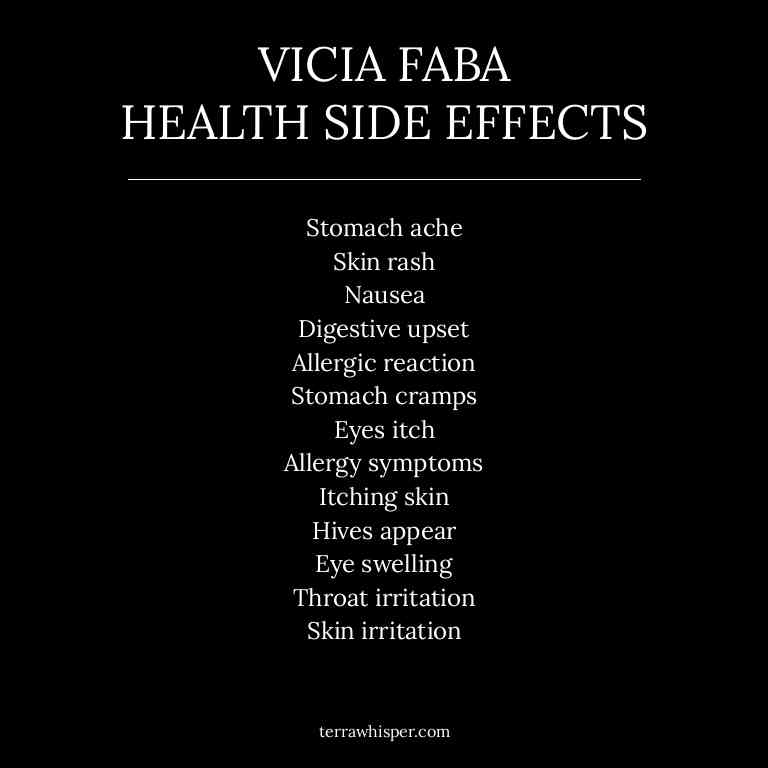 VICIA FABA
HEALTH SIDE EFFECTS
Stomach ache
Skin rash
Nausea
Digestive upset
Allergic reaction
Stomach cramps
Eyes itch
Allergy symptoms
Itching skin
Hives appear
Eye swelling
Throat irritation
Skin irritation
terrawhisper.com